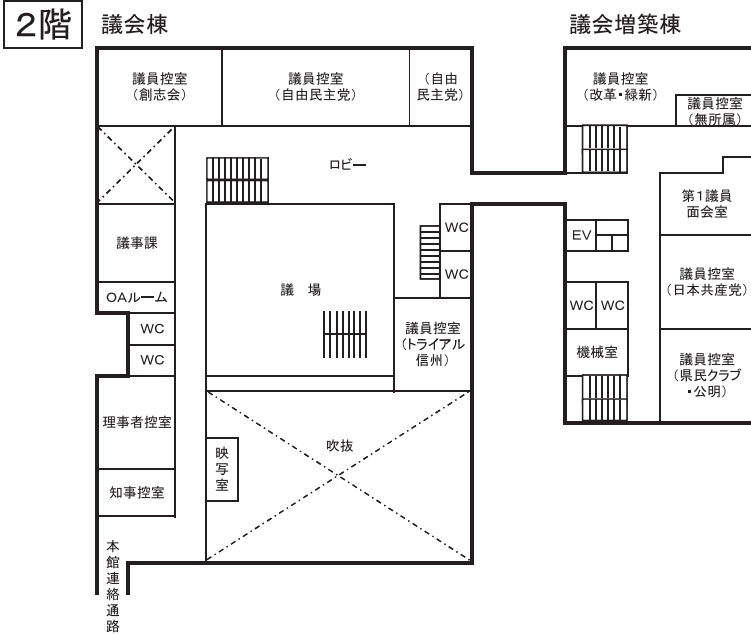 2階
議会棟
議会増築棟
議員控室
（創志会）
議員控室
（自由民主党）
（自由
民主党）
議員控室
（改革・緑新）
議員控室
（無所属）
ロビー
第1議員
面会室
議事課
WC
WC
EV
OAルーム
議　場
議員控室
（日本共産党）
WC
WC
WC
WC
議員控室
（トライアル
信州）
機械室
議員控室
（県民クラブ
・公明）
理事者控室
吹抜
映写室
知事控室
本館連絡通路